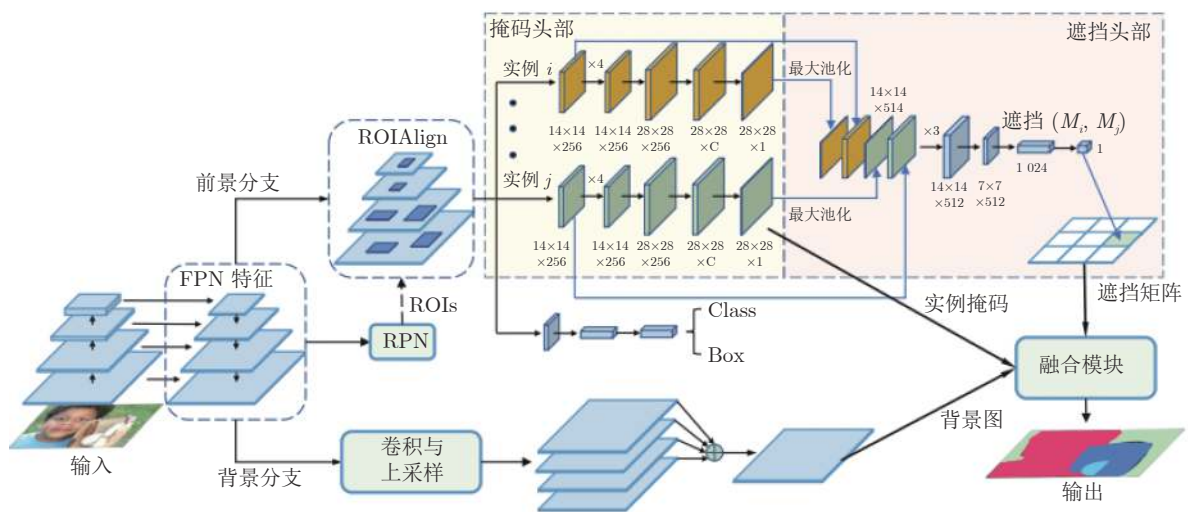 掩码头部
遮挡头部
实例 i
×4
14×14
×256
14×14
×256
28×28
×256
28×28
×C
28×28
×1
最大池化
14×14
×514
×3
遮挡 (Mi, Mj)
1
1 024
14×14
×512
7×7
×512
ROIAlign
前景分支
实例 j
×4
14×14
×256
14×14
×256
28×28
×256
28×28
×C
28×28
×1
最大池化
FPN 特征
ROIs
RPN
Class
Box
实例掩码
遮挡矩阵
融合模块
背景图
输入
背景分支
卷积与
上采样
输出